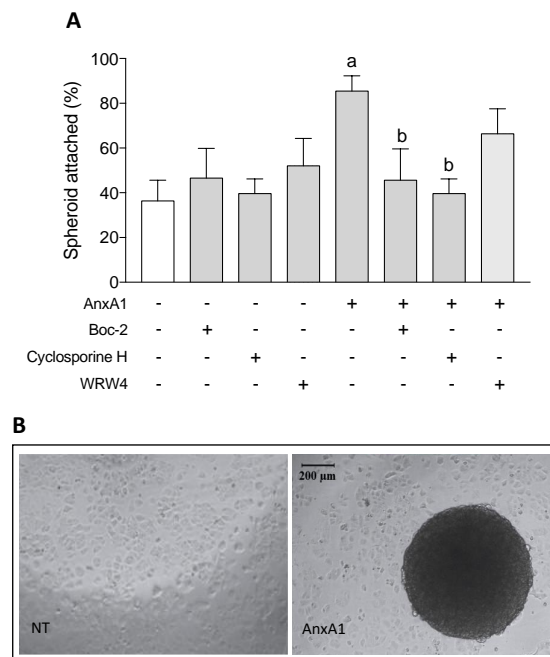 A
Spheroid attached (%)
100
80
60
40
20
0
a
b
b
AnxA1 - - - - + + + +
Boc-2 - + - - - + - -
Cyclosporine H - - + - - - + -
WRW4 - - - + - - - +
B
NT
200 µm
AnxA1